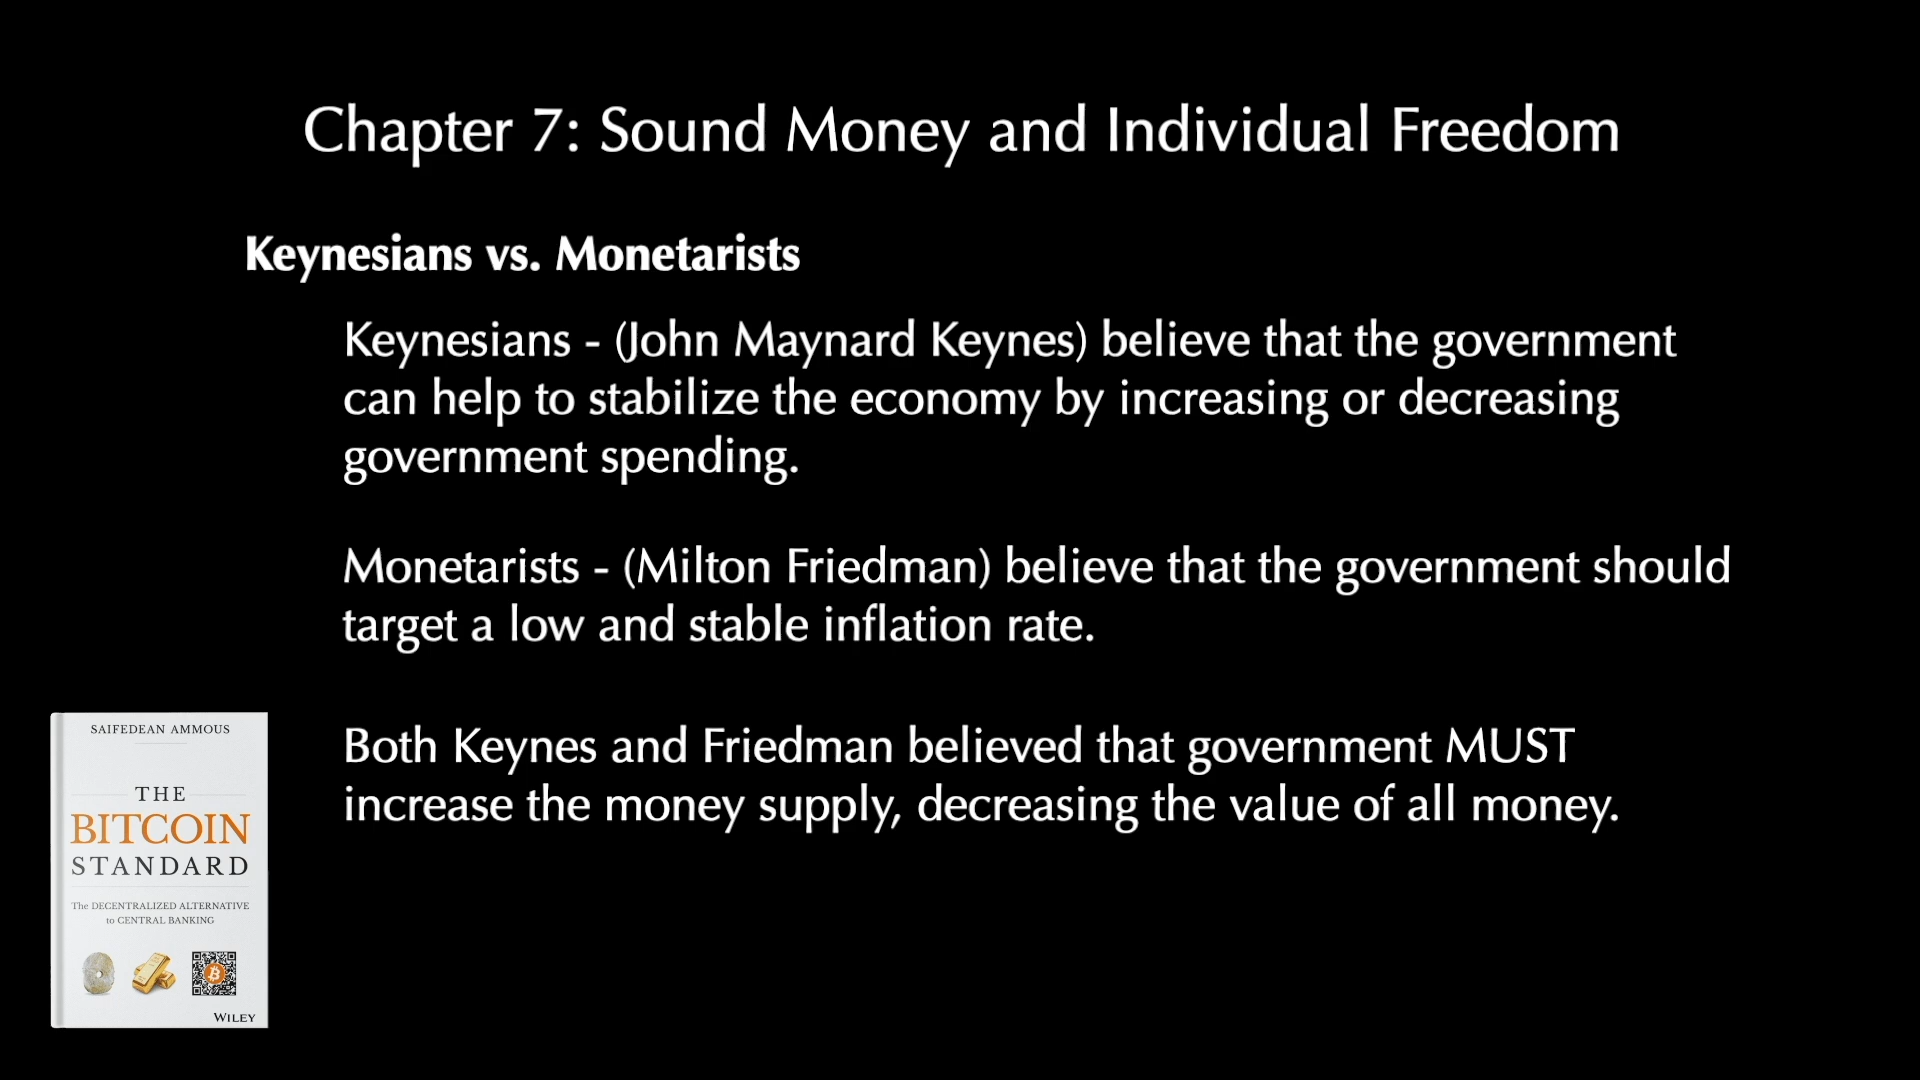 Chapter 7: Sound Money and Individual Freedom
Keynesians vs. Monetarists
Keynesians - (John Maynard Keynes) believe that the government
can help to stabilize the economy by increasing or decreasing
government spending.
Monetarists - (Milton Friedman) believe that the government should
target a low and stable inflation rate.
Both Keynes and Friedman believed that government MUST
increase the money supply, decreasing the value of all money.
SAIFEDEAN AMMOUS
THE
BITCOIN
STANDARD
The DECENTRALIZED ALTERNATIVE
to CENTRAL BANKING
WILEY